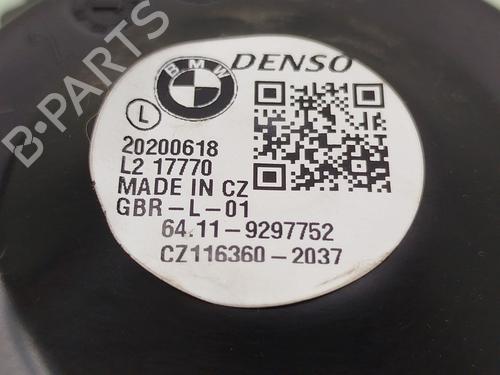 BMW
DENSO
L
20200618
L2 17770
MADE IN CZ
GBR-L-01
64.11-9297752
CZ116360-2037
B-PARTS